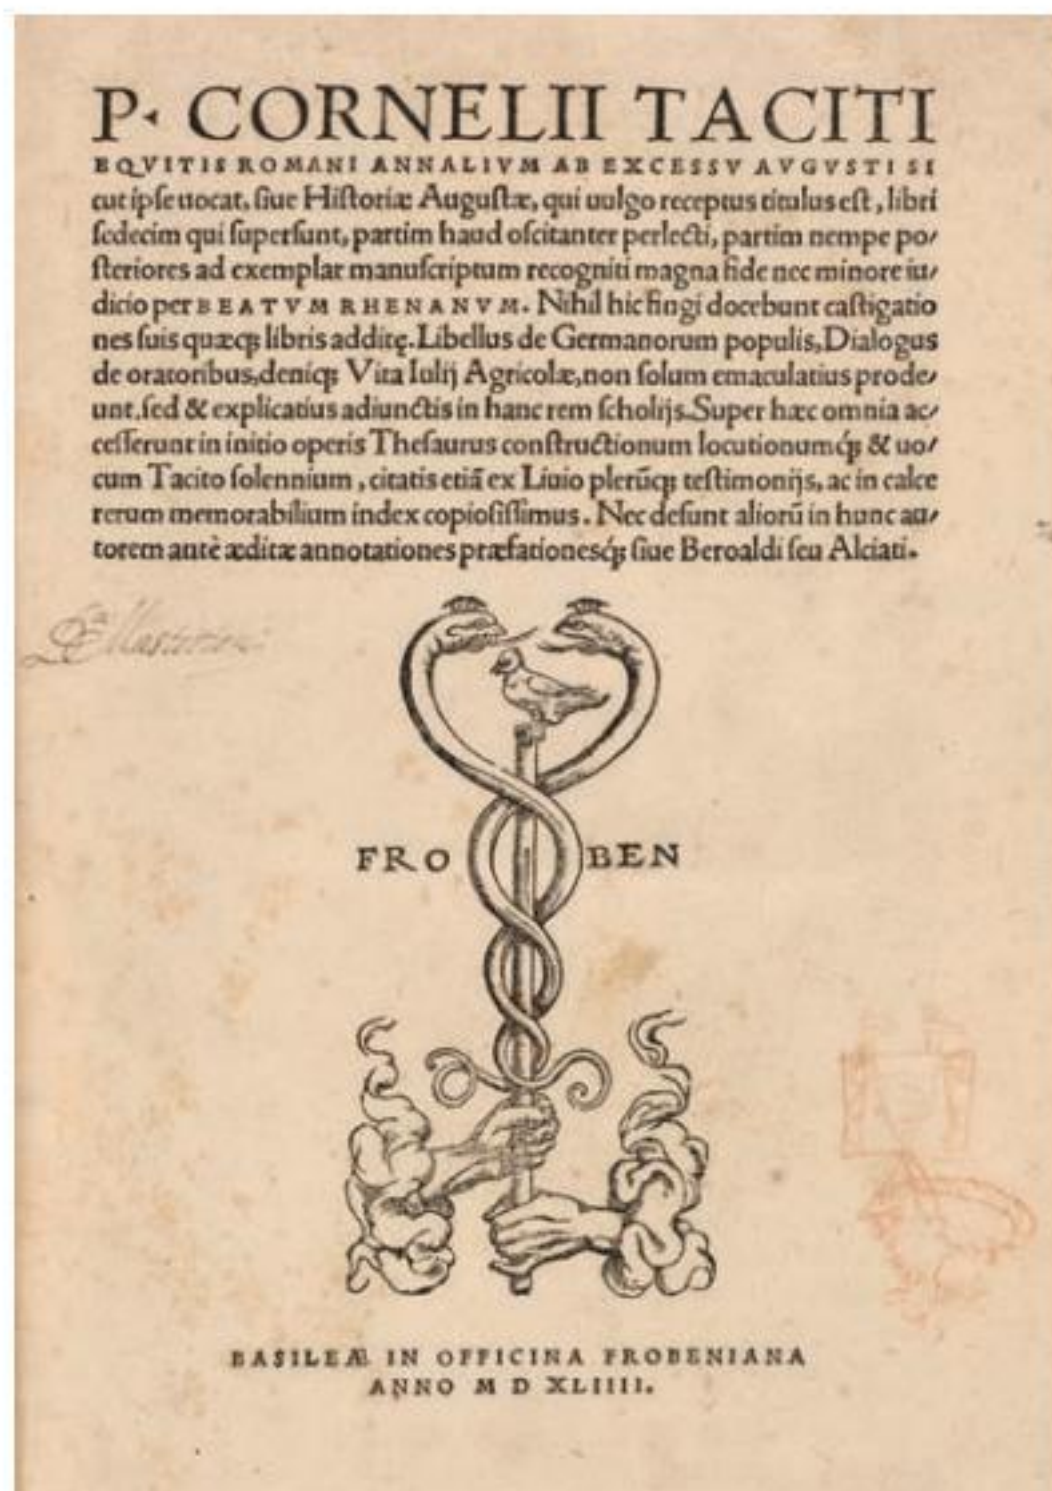 P. CORNELII TACITI
EQVITIS ROMANI ANNALIVM AB EXCESSV AVGVSTI SI
cut ipse uocat, siue Historiæ Augustæ, qui uulgo receptus titulus est, libri
sedecim qui supersunt, partim haud oscitanter perlecti, partim nempe po/
steriores ad exemplar manuscriptum recogniti magna fide nec minore iu/
dicio per BEATVM RHENANVM. Nihil hic fingi docebunt castigatio
nes suis quæcꝗ libris additę. Libellus de Germanorum populis, Dialogus
de oratoribus, deniqꝫ Vita Iulij Agricolæ, non solum emaculatius prode/
unt, sed & explicatius adiunctis in hanc rem scholijs. Super hæc omnia ac/
cesserunt in initio operis Thesaurus constructionum locutionumq́ꝫ & uo/
cum Tacito solennium, citatis etiã ex Liuio plerũqꝫ testimonijs, ac in calce
rerum memorabilium index copiosissimus. Nec desunt aliorũ in hunc au/
torem antè æditæ annotationes præfationesq́ꝫ siue Beroaldi seu Alciati.
FRO BEN
BASILEAE IN OFFICINA FROBENIANA
ANNO M D XLIIII.